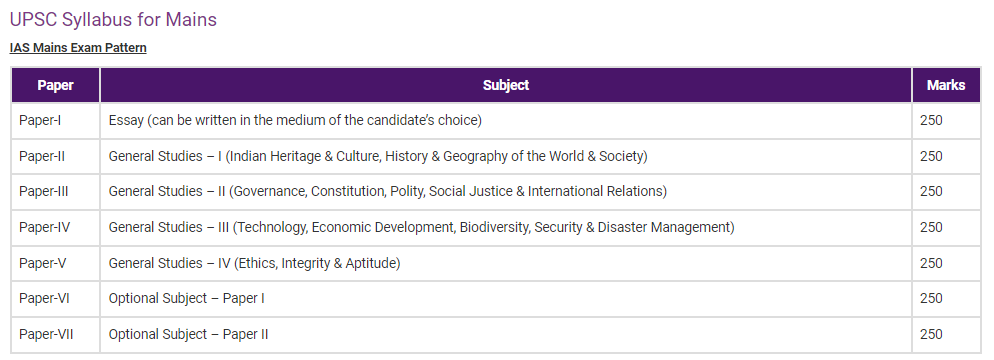 UPSC Syllabus for Mains
IAS Mains Exam Pattern
Paper Subject Marks
Paper-I Essay (can be written in the medium of the candidate’s choice) 250
Paper-II General Studies – I (Indian Heritage & Culture, History & Geography of the World & Society) 250
Paper-III General Studies – II (Governance, Constitution, Polity, Social Justice & International Relations) 250
Paper-IV General Studies – III (Technology, Economic Development, Biodiversity, Security & Disaster Management) 250
Paper-V General Studies – IV (Ethics, Integrity & Aptitude) 250
Paper-VI Optional Subject – Paper I 250
Paper-VII Optional Subject – Paper II 250